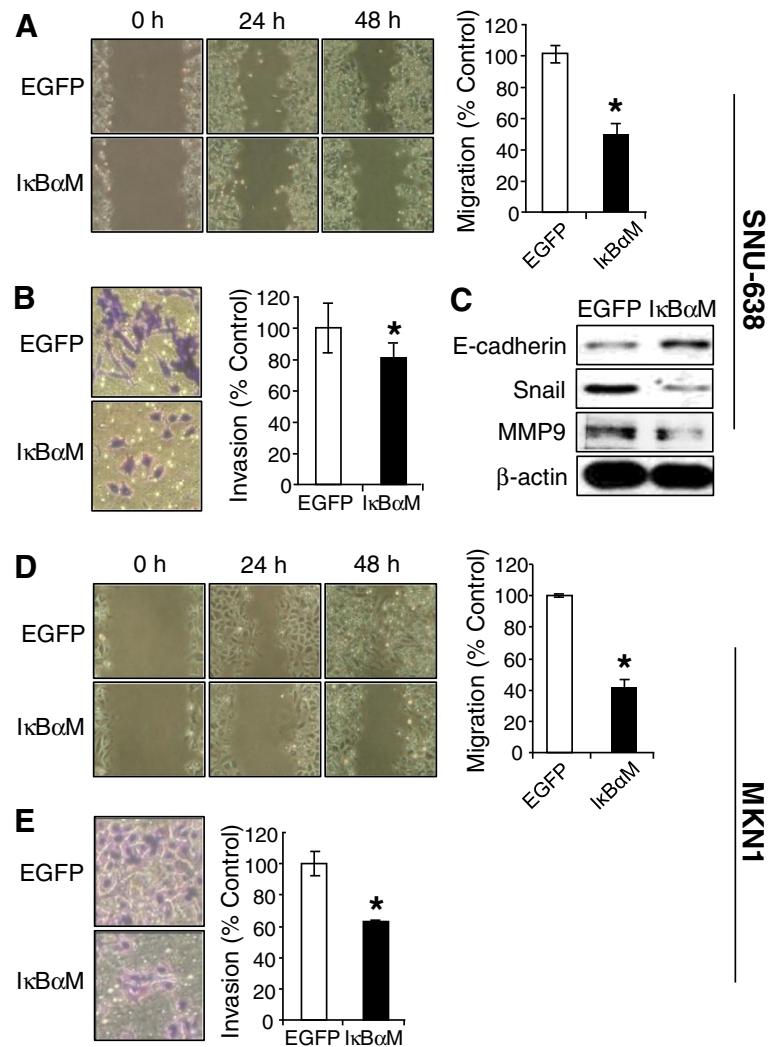 A
0 h 24 h 48 h
EGFP
IκBαM
Migration (% Control)
120
100
80
60
40
20
0
EGFP
IκBαM
*
SNU-638
B
EGFP
IκBαM
Invasion (% Control)
120
100
80
60
40
20
0
*
EGFP IκBαM
C
EGFP IκBαM
E-cadherin
Snail
MMP9
β-actin
D
0 h 24 h 48 h
EGFP
IκBαM
Migration (% Control)
120
100
80
60
40
20
0
*
EGFP
IκBαM
MKN1
E
EGFP
IκBαM
Invasion (% Control)
120
100
80
60
40
20
0
*
EGFP IκBαM